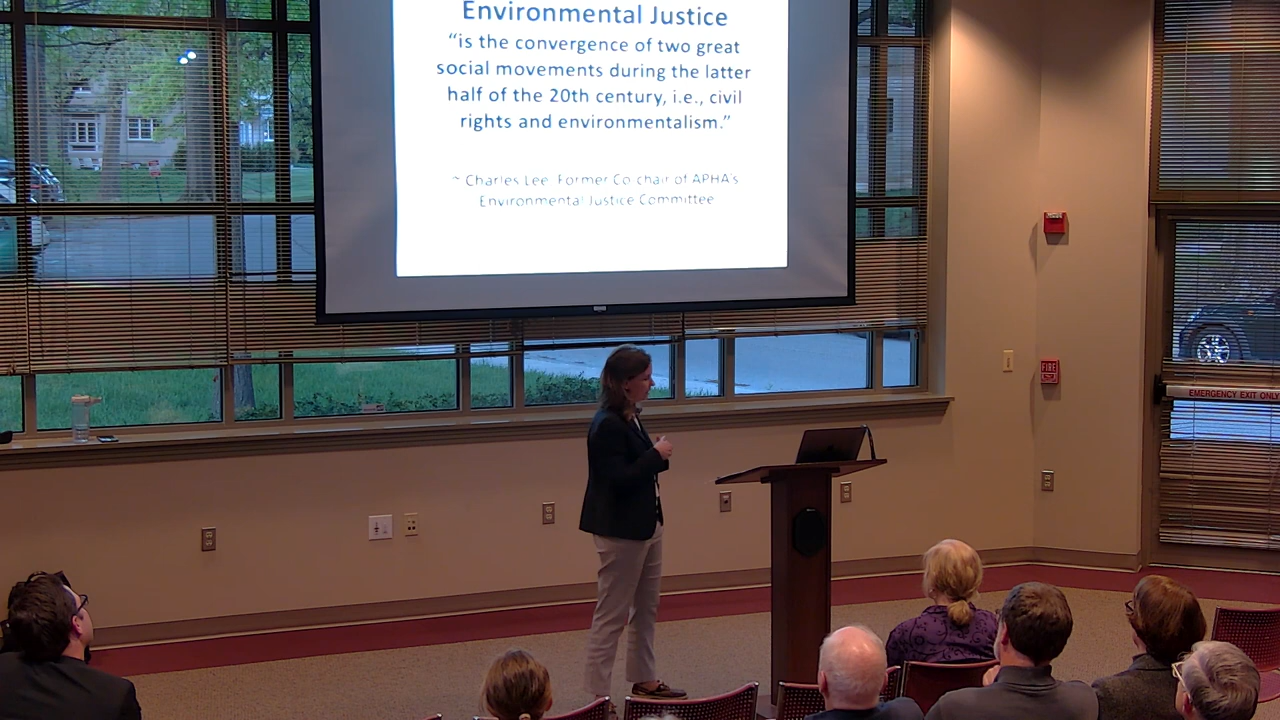 Environmental Justice
“is the convergence of two great
social movements during the latter
half of the 20th century, i.e., civil
rights and environmentalism.”
~ Charles Lee, Former Co-chair of APHA's
Environmental Justice Committee
FIRE
EMERGENCY EXIT ONLY